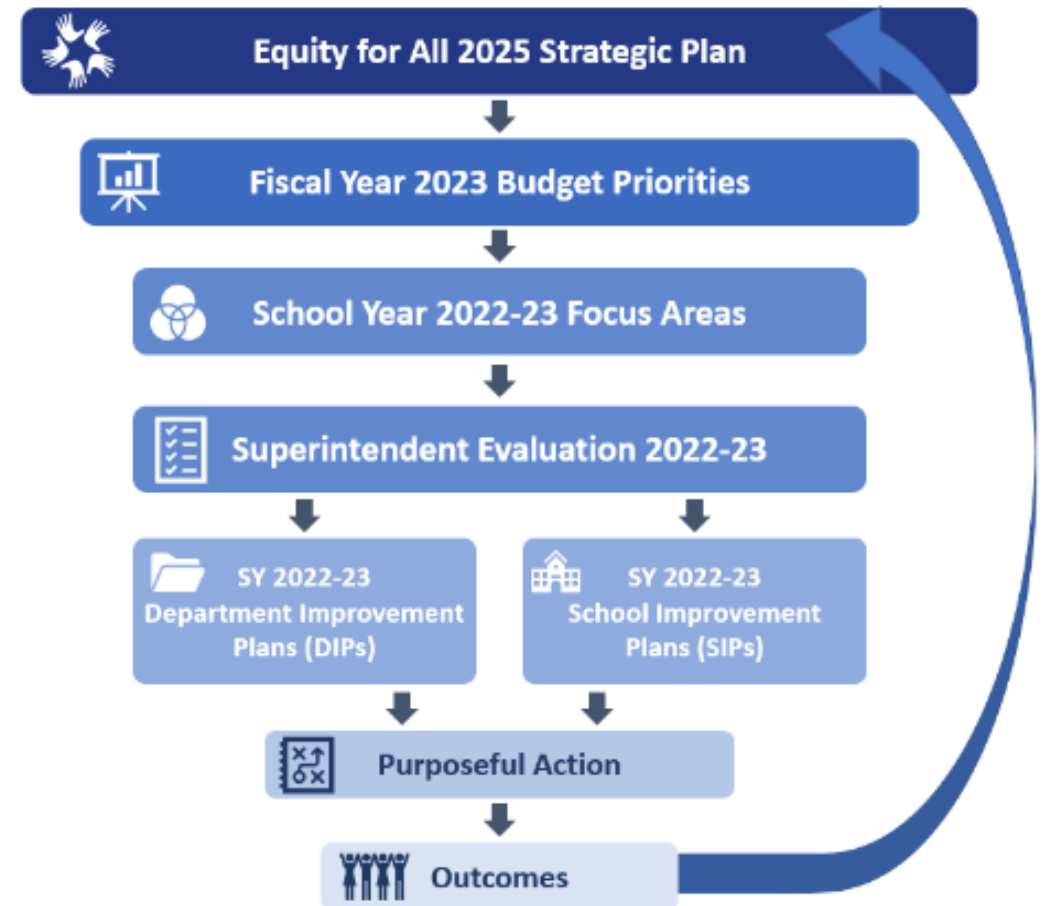 Equity for All 2025 Strategic Plan
Fiscal Year 2023 Budget Priorities
School Year 2022-23 Focus Areas
Superintendent Evaluation 2022-23
SY 2022-23
Department Improvement
Plans (DIPs)
SY 2022-23
School Improvement
Plans (SIPs)
Purposeful Action
Outcomes